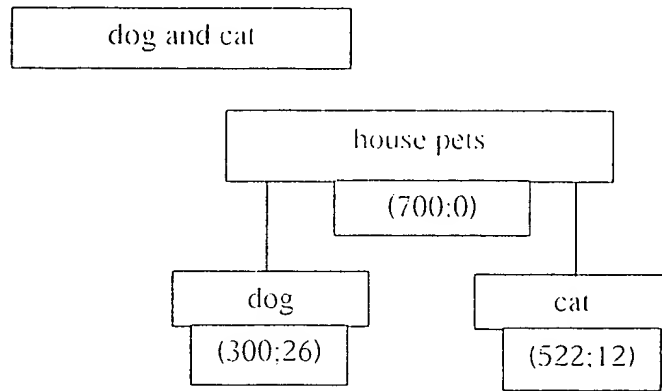 dog and cat
house pets
(700;0)
dog
cat
(300;26)
(522;12)